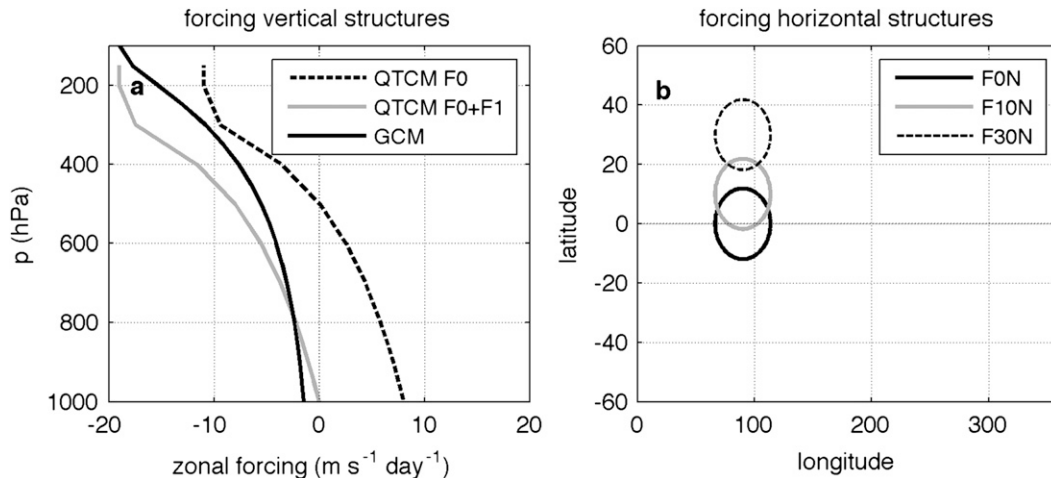 forcing vertical structures
a
QTCM F0
QTCM F0+F1
GCM
200
400
600
800
1000
p (hPa)
-20
-10
0
10
20
zonal forcing (m s⁻¹ day⁻¹)
forcing horizontal structures
b
F0N
F10N
F30N
60
40
20
0
-20
-40
-60
latitude
0
100
200
300
longitude